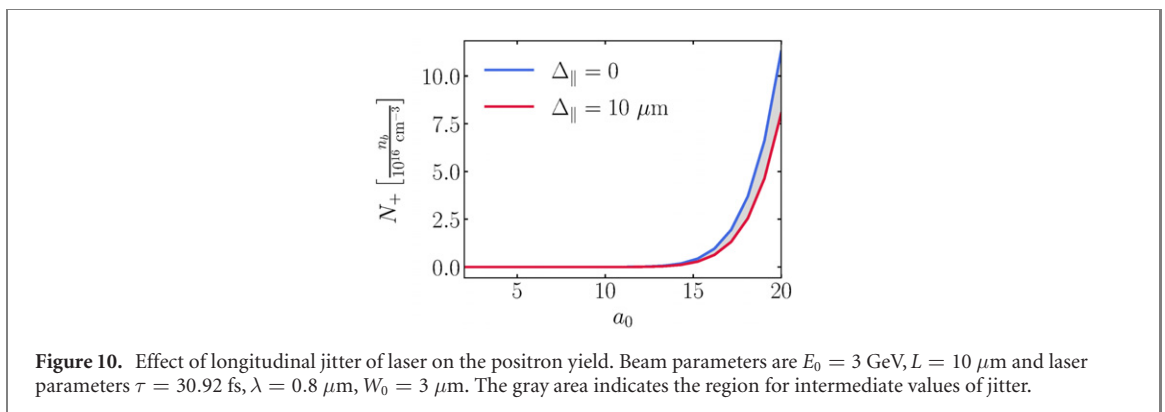 10.0
7.5
5.0
2.5
0.0
N₊ [n_b / 10¹⁶ cm⁻³]
Δ∥ = 0
Δ∥ = 10 μm
5 10 15 20
a₀
Figure 10. Effect of longitudinal jitter of laser on the positron yield. Beam parameters are E₀ = 3 GeV, L = 10 μm and laser
parameters τ = 30.92 fs, λ = 0.8 μm, W₀ = 3 μm. The gray area indicates the region for intermediate values of jitter.